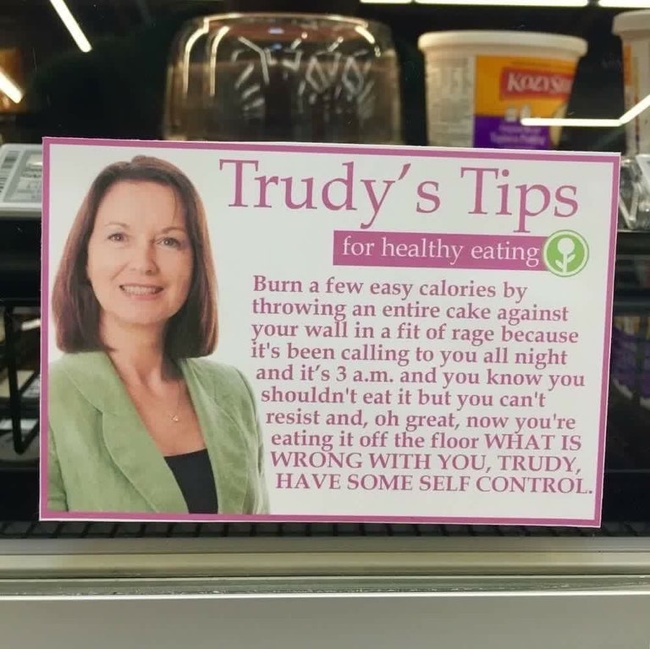 KOZY
Trudy's Tips
for healthy eating
Burn a few easy calories by
throwing an entire cake against
your wall in a fit of rage because
it's been calling to you all night
and it's 3 a.m. and you know you
shouldn't eat it but you can't
resist and, oh great, now you're
eating it off the floor WHAT IS
WRONG WITH YOU, TRUDY,
HAVE SOME SELF CONTROL.